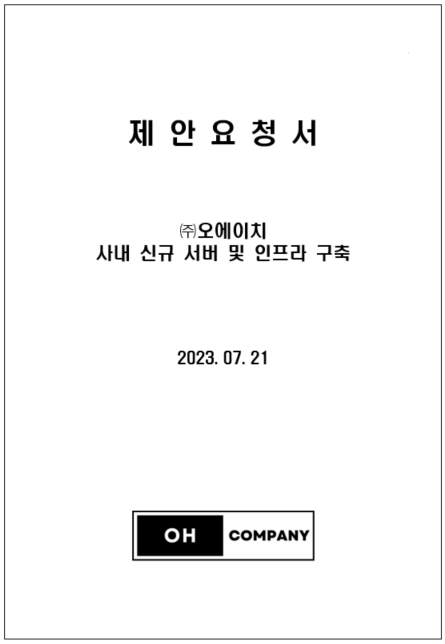 제 안 요 청 서
㈜오에이치
사내 신규 서버 및 인프라 구축
2023. 07. 21
OH COMPANY